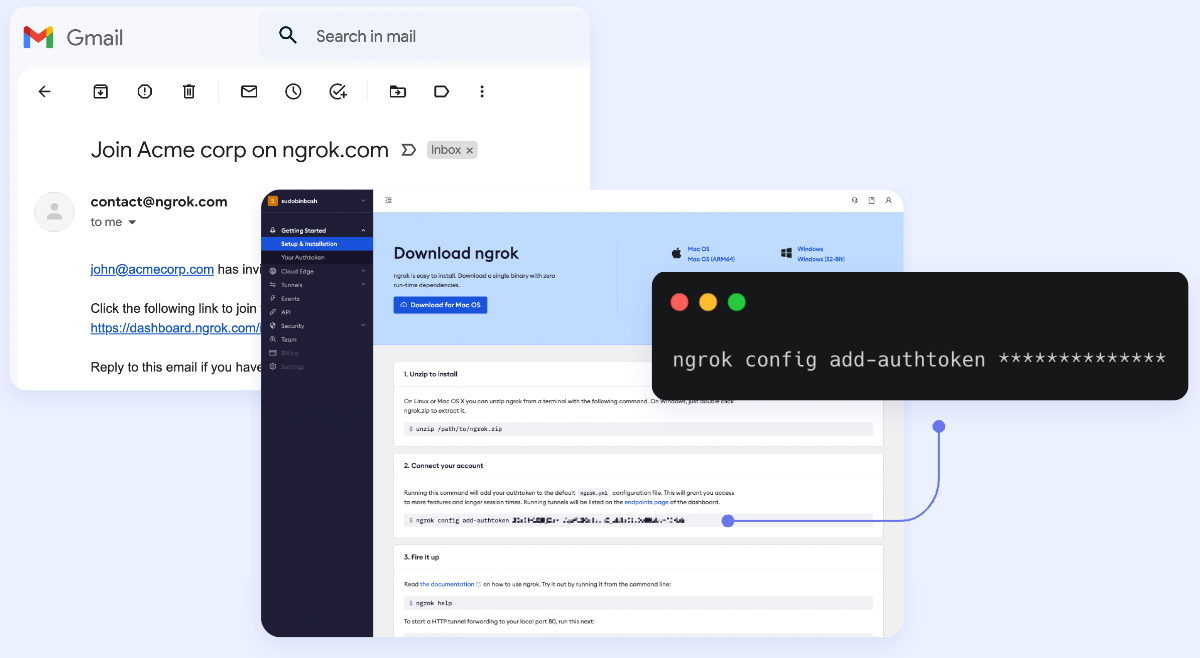 Gmail
Search in mail
Join Acme corp on ngrok.com
Inbox ×
contact@ngrok.com
to me
john@acmecorp.com has invi
Click the following link to join
https://dashboard.ngrok.com/i
Reply to this email if you have
S sudobinbash
Getting Started
Setup & Installation
Your Authtoken
Cloud Edge
Tunnels
Events
API
Security
Team
Billing
Settings
Download ngrok
ngrok is easy to install. Download a single binary with zero
run-time dependencies.
Download for Mac OS
Mac OS
Mac OS (ARM64)
Windows
Windows (32-Bit)
ngrok config add-authtoken **************
1. Unzip to install
On Linux or Mac OS X you can unzip ngrok from a terminal with the following command. On Windows, just double click
ngrok.zip to extract it.
$ unzip /path/to/ngrok.zip
2. Connect your account
Running this command will add your authtoken to the default ngrok.yml configuration file. This will grant you access
to more features and longer session times. Running tunnels will be listed on the endpoints page of the dashboard.
$ ngrok config add-authtoken
3. Fire it up
Read the documentation on how to use ngrok. Try it out by running it from the command line:
$ ngrok help
To start a HTTP tunnel forwarding to your local port 80, run this next: